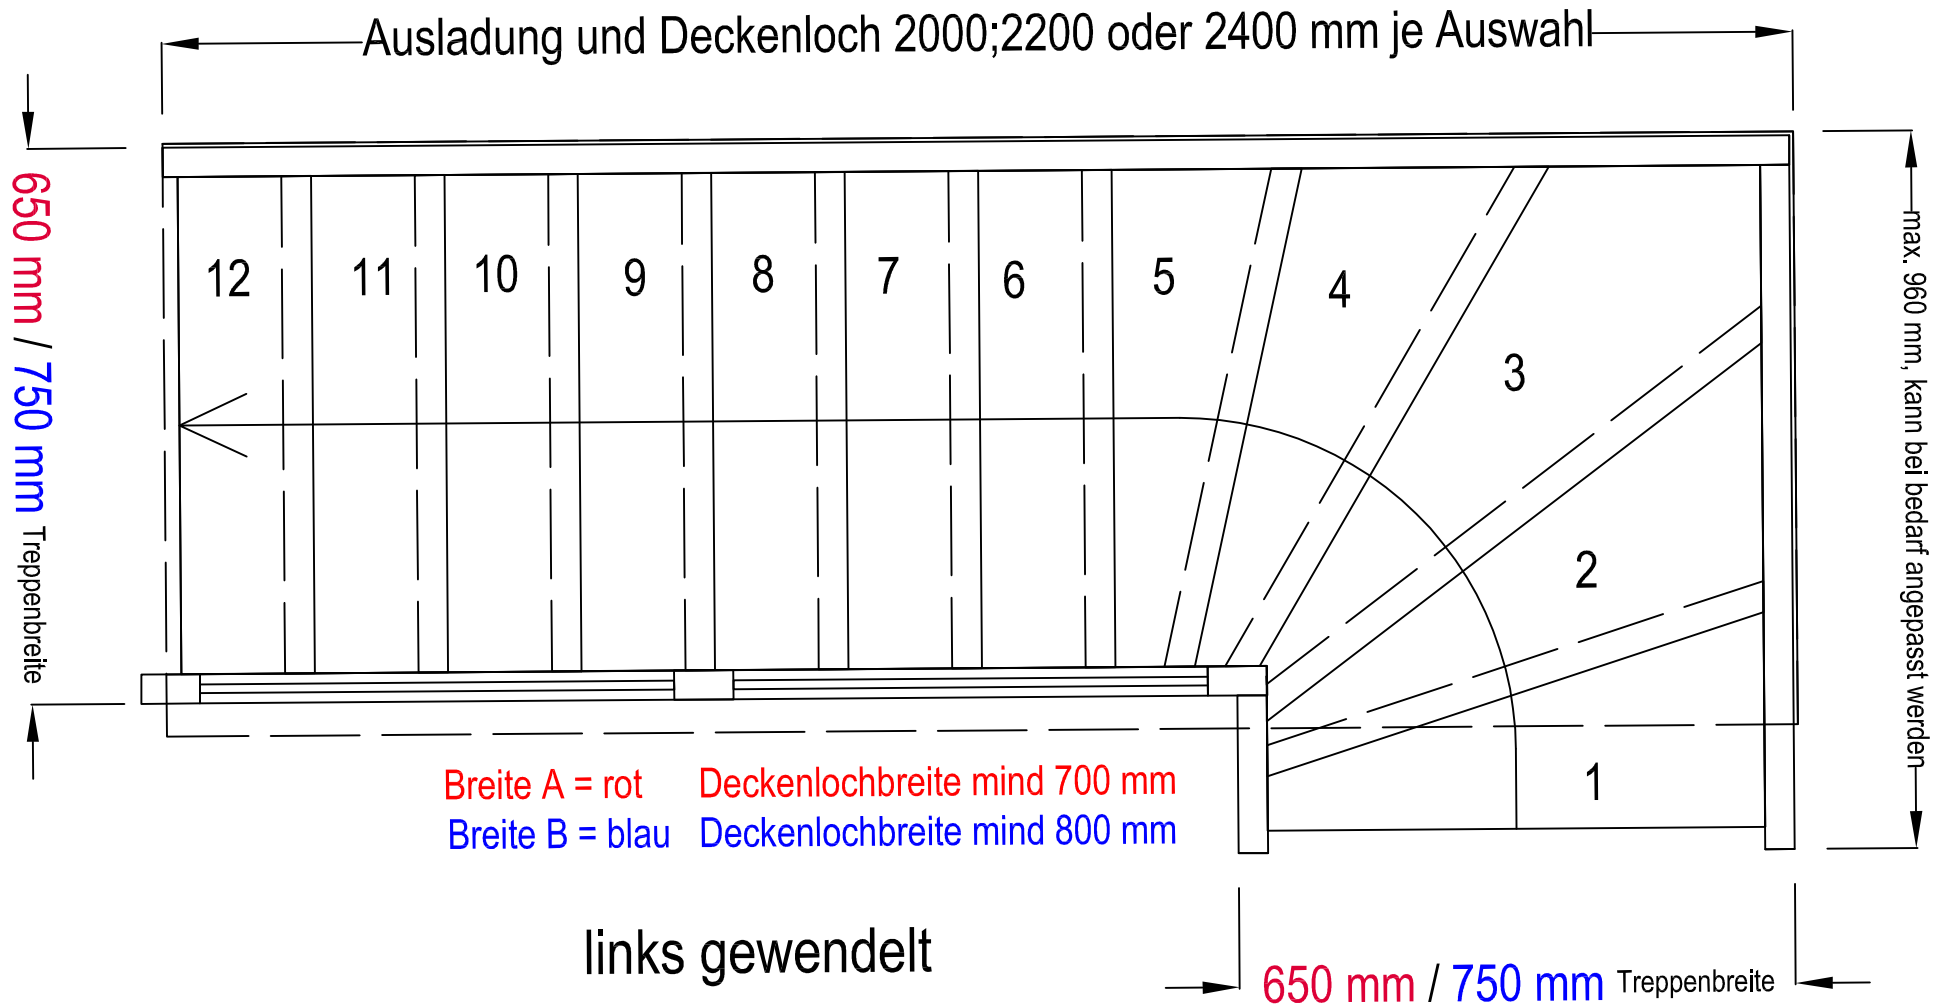 Ausladung und Deckenloch 2000;2200 oder 2400 mm je Auswahl
650 mm / 750 mm Treppenbreite
12 11 10 9 8 7 6 5 4
3
2
1
max. 960 mm, kann bei bedarf angepasst werden
Breite A = rot Deckenlochbreite mind 700 mm
Breite B = blau Deckenlochbreite mind 800 mm
links gewendelt
650 mm / 750 mm Treppenbreite